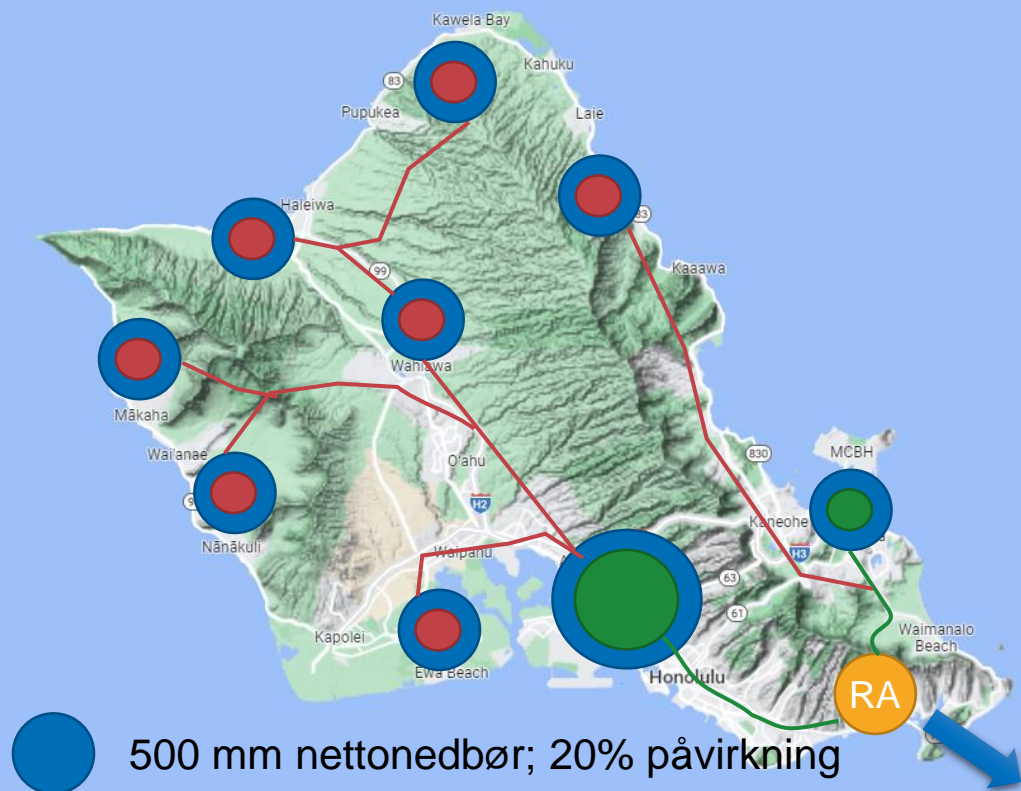 Kawela Bay
Kahuku
83
Pupukea
Laie
Haleiwa
83
Kaaawa
99
Wahiawa
Mākaha
Wai'anae
O'ahu
830
MCBH
H2
Nānākuli
Kaneohe
Waipahu
H3
63
61
Kapolei
Waimanalo
Beach
Ewa Beach
Honolulu
RA
500 mm nettonedbør; 20% påvirkning